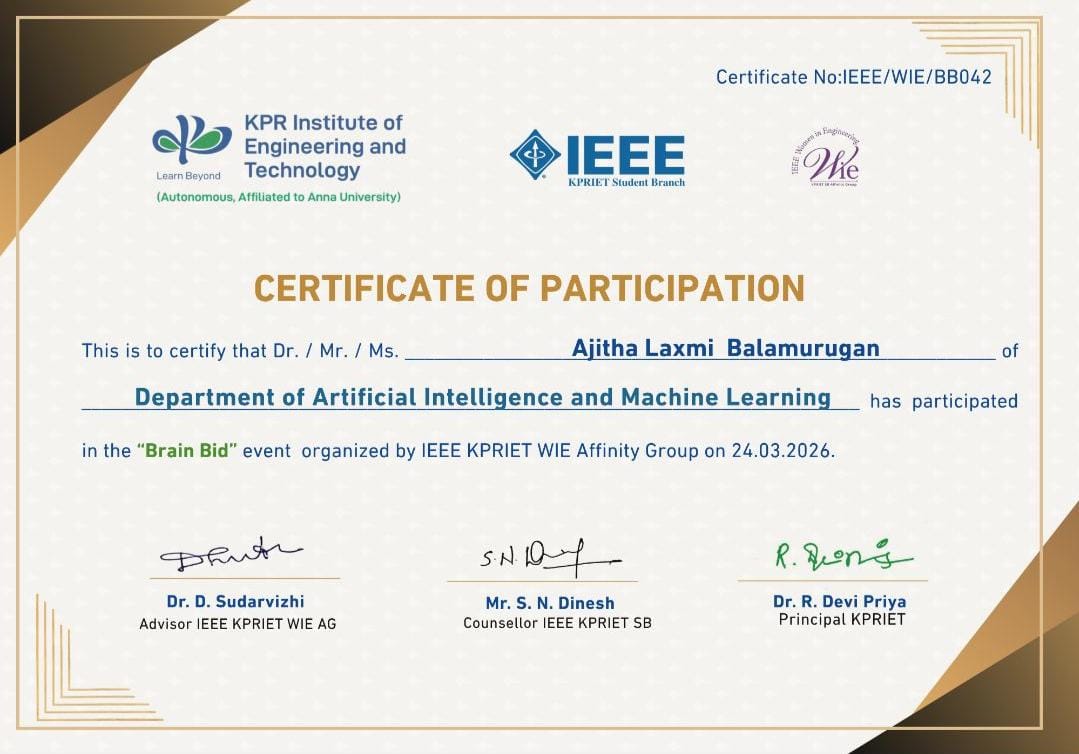 Certificate No:IEEE/WIE/BB042
KPR Institute of
Engineering and
Technology
Learn Beyond
(Autonomous, Affiliated to Anna University)
IEEE
KPRIET Student Branch
IEEE Women in Engineering
Wie
CERTIFICATE OF PARTICIPATION
This is to certify that Dr. / Mr. / Ms. Ajitha Laxmi Balamurugan of
Department of Artificial Intelligence and Machine Learning has participated
in the “Brain Bid” event organized by IEEE KPRIET WIE Affinity Group on 24.03.2026.
Dr. D. Sudarvizhi
Advisor IEEE KPRIET WIE AG
Mr. S. N. Dinesh
Counsellor IEEE KPRIET SB
Dr. R. Devi Priya
Principal KPRIET